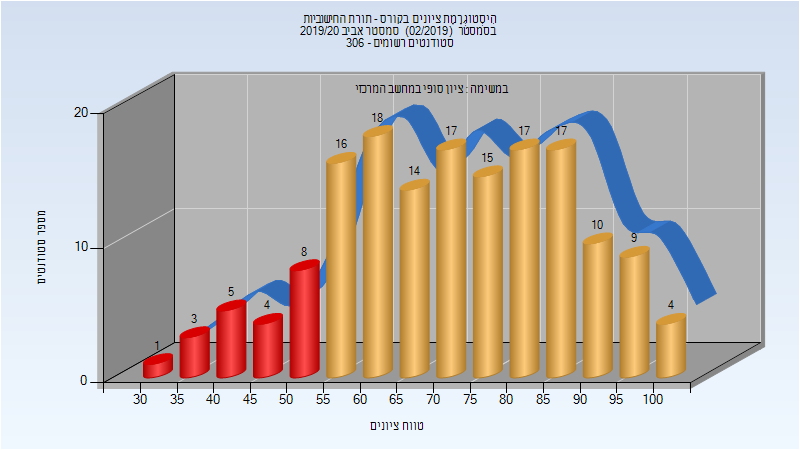 היסטוגרמת ציונים בקורס - תורת החישוביות
בסמסטר (02/2019) סמסטר אביב 2019/20
סטודנטים רשומים - 306
במשימה : ציון סופי במחשב המרכזי
מספר סטודנטים
20
10
0
1
3
5
4
8
16
18
14
17
15
17
17
10
9
4
30 35 40 45 50 55 60 65 70 75 80 85 90 95 100
טווח ציונים